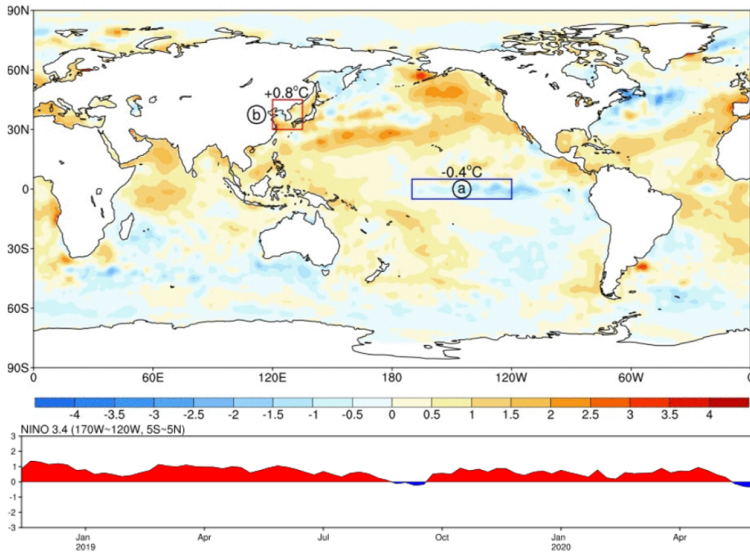 90N
60N
30N
0
30S
60S
90S
+0.8°C
b
-0.4°C
a
0 60E 120E 180 120W 60W 0
-4 -3.5 -3 -2.5 -2 -1.5 -1 -0.5 0 0.5 1 1.5 2 2.5 3 3.5 4
NINO 3.4 (170W~120W, 5S~5N)
3
2
1
0
-1
-2
-3
Jan Apr Jul Oct Jan Apr
2019 2020